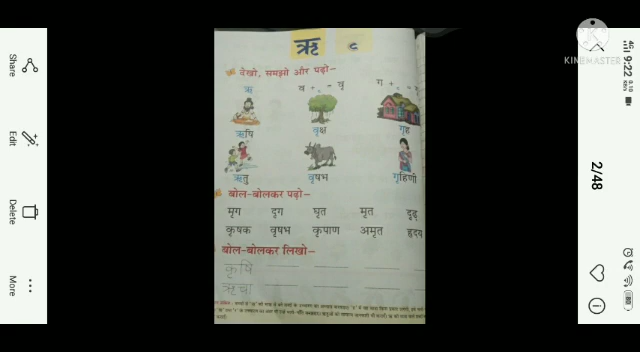 ऋ ृ
देखो, समझो और पढ़ो—
ऋ व + ृ = वृ ग + ृ = गृ
ऋषि वृक्ष गृह
ऋतु वृषभ गृहिणी
बोल-बोलकर पढ़ो—
मृग दृग घृत मृत दृढ़
कृषक वृषभ कृपाण अमृत हृदय
बोल-बोलकर लिखो—
कृषि
ऋचा
KINEMASTER
9:22
2/48
Share
Edit
Delete
More